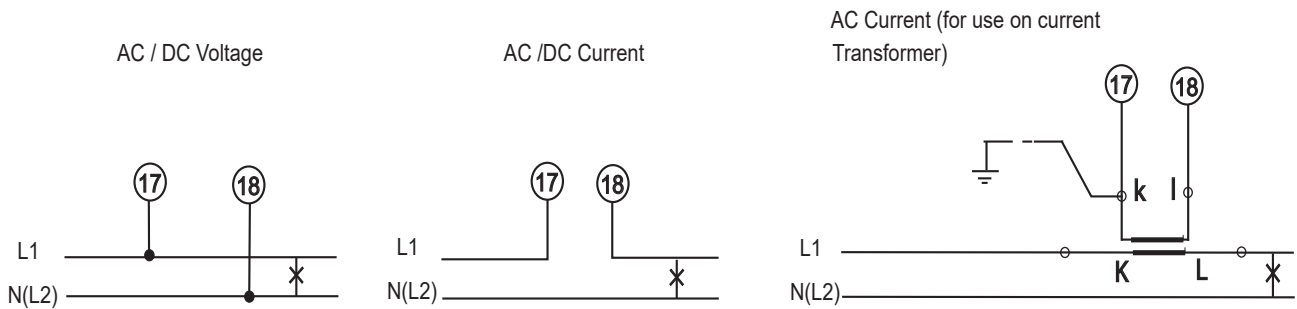 AC / DC Voltage
17
18
L1
N(L2)
AC /DC Current
17
18
L1
N(L2)
AC Current (for use on current
Transformer)
17
18
k l
L1
K L
N(L2)